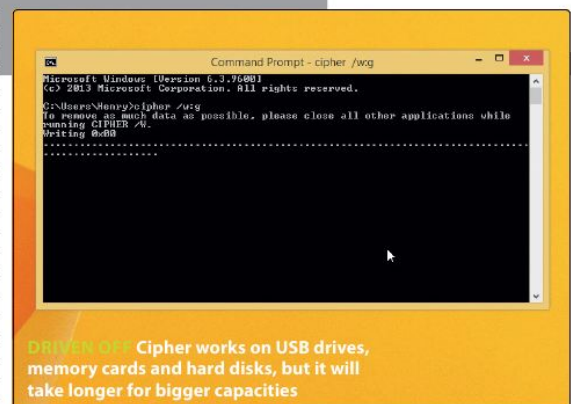 Command Prompt - cipher /w:g
Microsoft Windows [Version 6.3.9600]
(c) 2013 Microsoft Corporation. All rights reserved.
C:\Users\Henry>cipher /w:g
To remove as much data as possible, please close all other applications while
running CIPHER /W.
Writing 0x00
................................................................................
...................
DRIVEN OFF Cipher works on USB drives,
memory cards and hard disks, but it will
take longer for bigger capacities